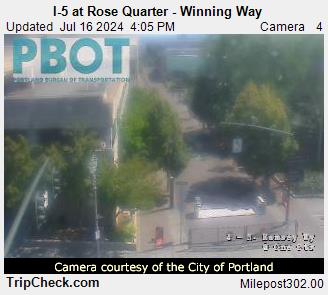 I-5 at Rose Quarter - Winning Way
Updated Jul 16 2024 4:05 PM Camera 4
PBOT
PORTLAND BUREAU OF TRANSPORTATION
Camera courtesy of the City of Portland
TripCheck.com Milepost302.00